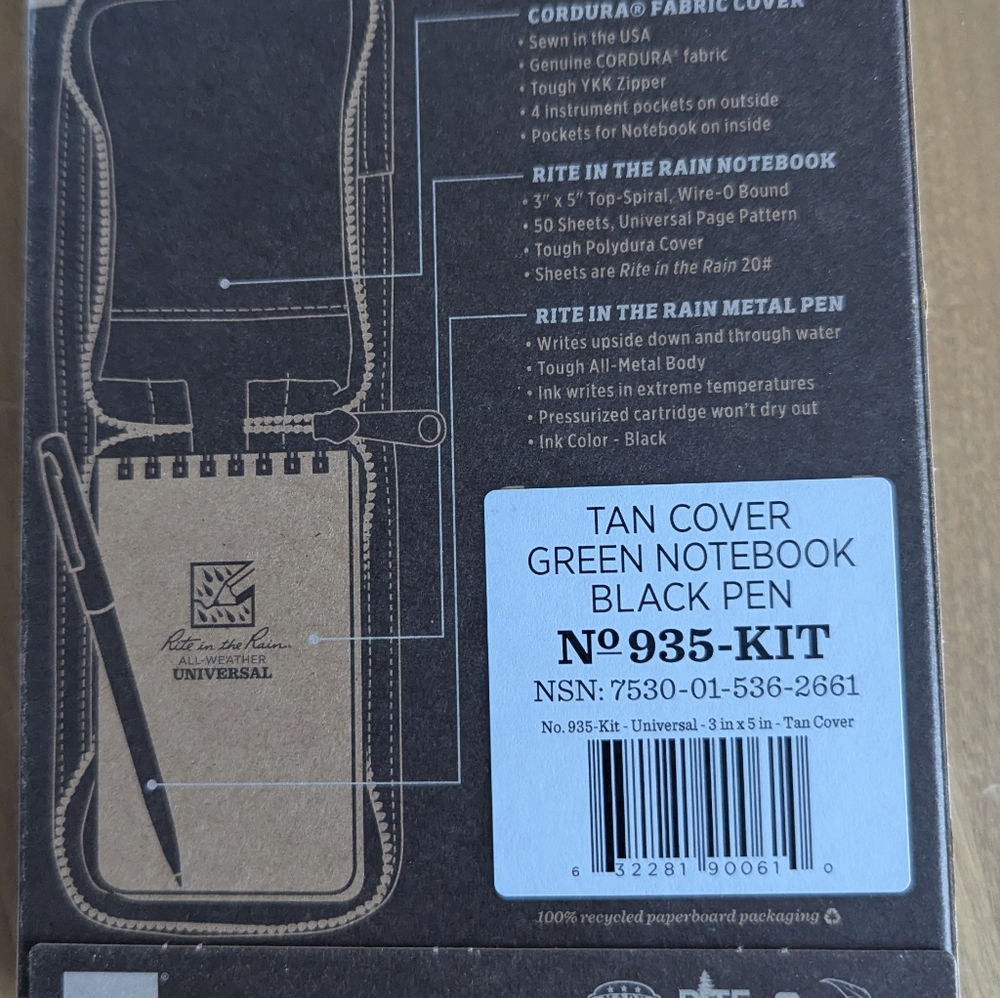 CORDURA® FABRIC COVER
• Sewn in the USA
• Genuine CORDURA® fabric
• Tough YKK Zipper
• 4 instrument pockets on outside
• Pockets for Notebook on inside
RITE IN THE RAIN NOTEBOOK
• 3" x 5" Top-Spiral, Wire-O Bound
• 50 Sheets, Universal Page Pattern
• Tough Polydura Cover
• Sheets are Rite in the Rain 20#
RITE IN THE RAIN METAL PEN
• Writes upside down and through water
• Tough All-Metal Body
• Ink writes in extreme temperatures
• Pressurized cartridge won't dry out
• Ink Color - Black
Rite in the Rain®
ALL-WEATHER
UNIVERSAL
TAN COVER
GREEN NOTEBOOK
BLACK PEN
Nº 935-KIT
NSN: 7530-01-536-2661
No. 935-Kit - Universal - 3 in x 5 in - Tan Cover
6 32281 90061 0
100% recycled paperboard packaging